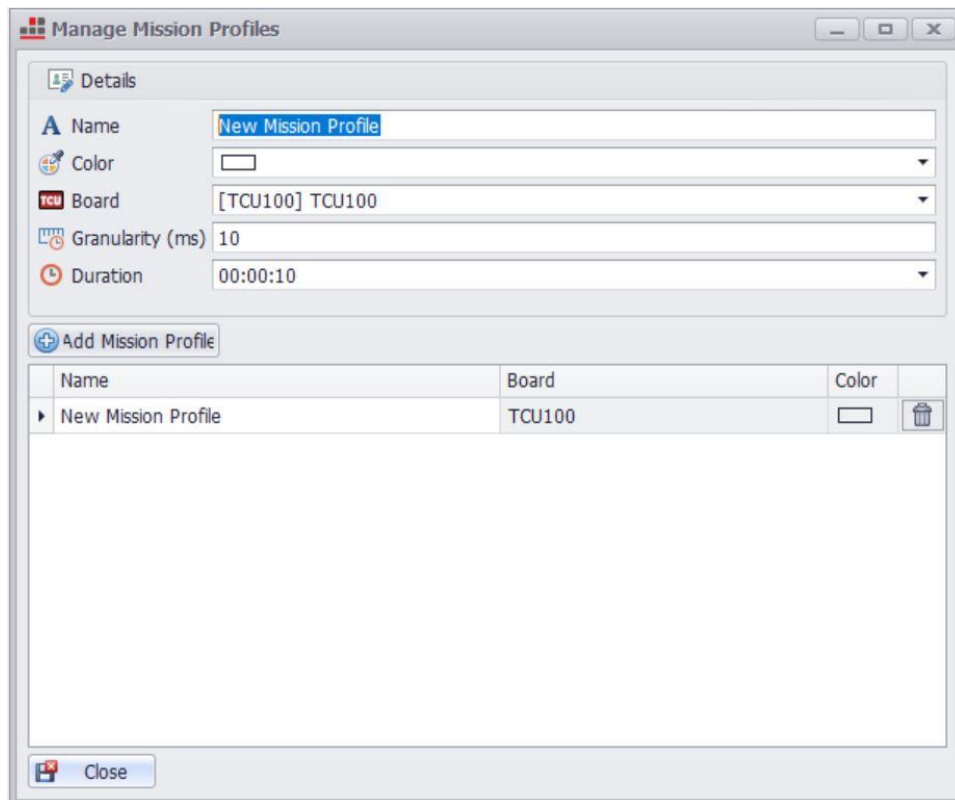 Manage Mission Profiles
Details
A Name New Mission Profile
Color
TCU Board [TCU100] TCU100
Granularity (ms) 10
Duration 00:00:10
Add Mission Profile
Name Board Color
New Mission Profile TCU100
Close